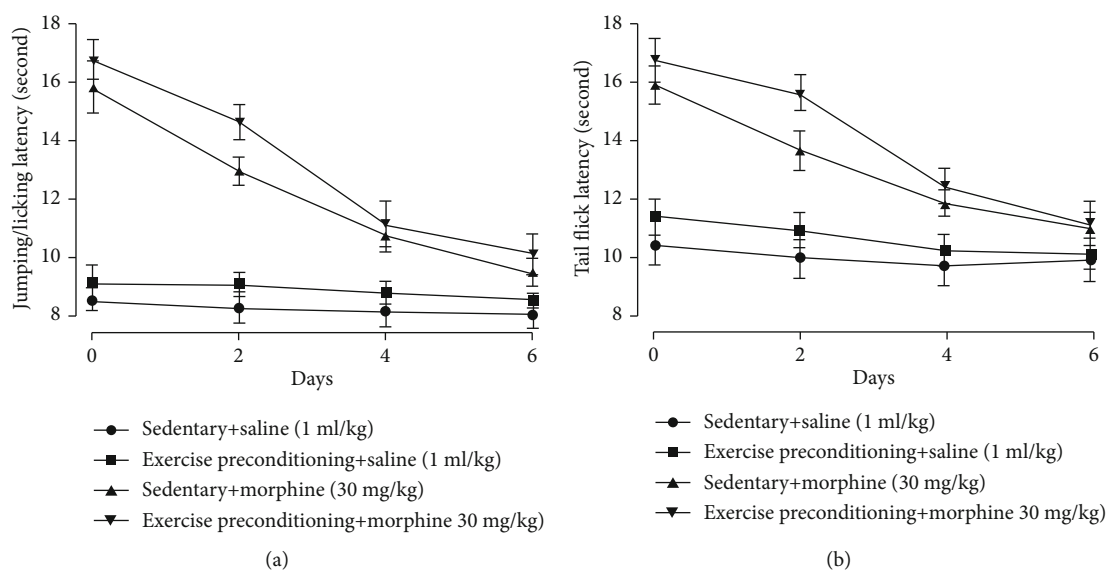 18
16
14
12
10
8
Jumping/licking latency (second)
0
2
4
6
Days
Sedentary+saline (1 ml/kg)
Exercise preconditioning+saline (1 ml/kg)
Sedentary+morphine (30 mg/kg)
Exercise preconditioning+morphine 30 mg/kg)
(a)
18
16
14
12
10
8
Tail flick latency (second)
0
2
4
6
Days
Sedentary+saline (1 ml/kg)
Exercise preconditioning+saline (1 ml/kg)
Sedentary+morphine (30 mg/kg)
Exercise preconditioning+morphine 30 mg/kg)
(b)